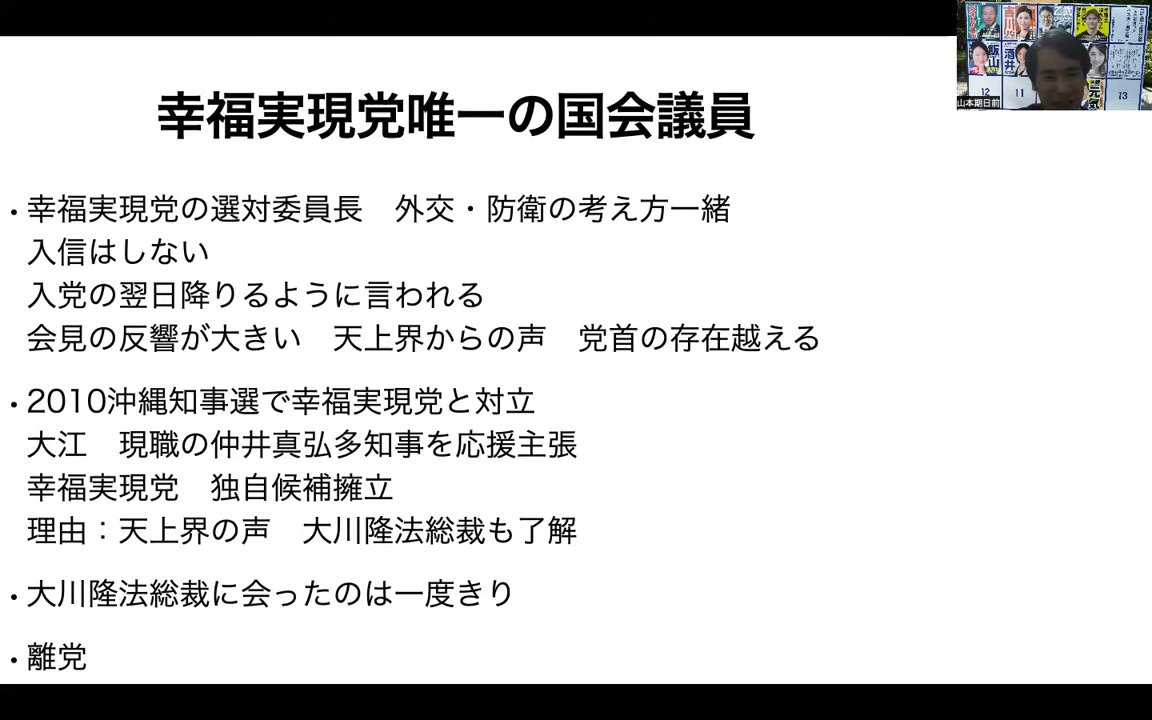 幸福実現党唯一の国会議員
・幸福実現党の選対委員長　外交・防衛の考え方一緒
入信はしない
入党の翌日降りるように言われる
会見の反響が大きい　天上界からの声　党首の存在越える
・2010沖縄知事選で幸福実現党と対立
大江　現職の仲井真弘多知事を応援主張
幸福実現党　独自候補擁立
理由：天上界の声　大川隆法総裁も了解
・大川隆法総裁に会ったのは一度きり
・離党
12
11
13
山本期日前